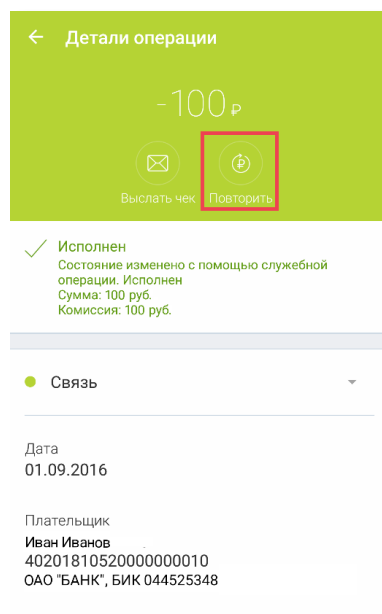 Детали операции
-100 ₽
Выслать чек Повторить
Исполнен
Состояние изменено с помощью служебной
операции. Исполнен
Сумма: 100 руб.
Комиссия: 100 руб.
Связь
Дата
01.09.2016
Плательщик
Иван Иванов
40201810520000000010
ОАО "БАНК", БИК 044525348